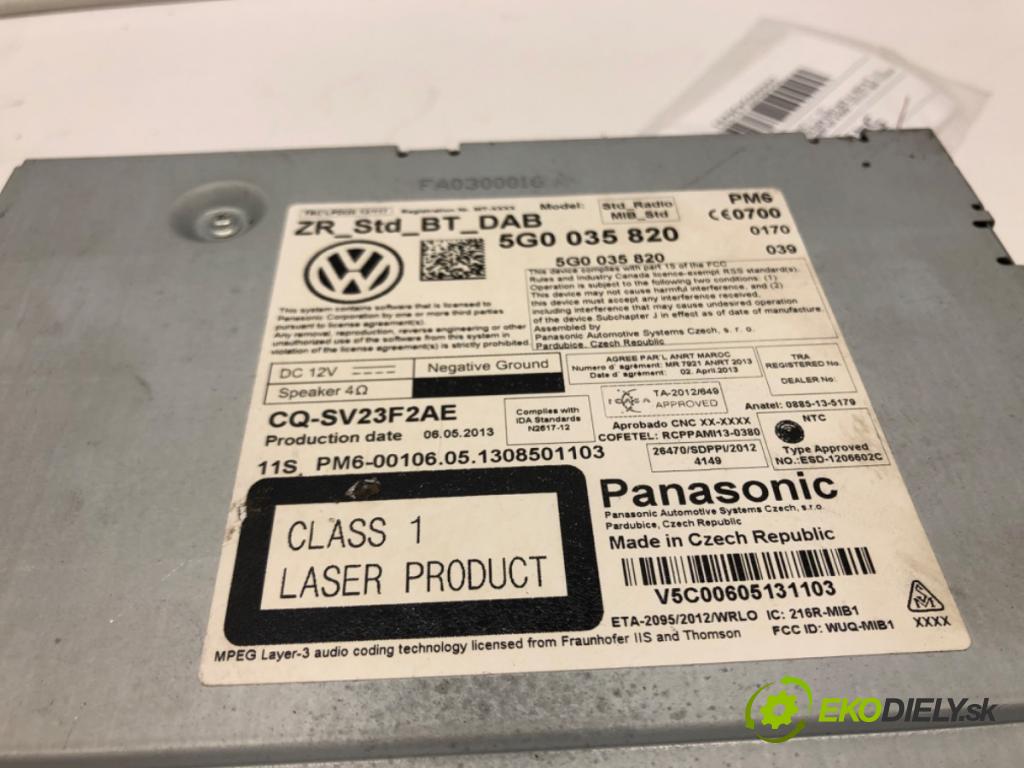 FA0300016 A
Model: Std_Radio PM6
ZR_Std_BT_DAB MIB_Std CE0700
5G0 035 820 0170
5G0 035 820 039
This device complies with part 15 of the FCC
Rules and Industry Canada licence-exempt RSS standard(s).
Operation is subject to the following two conditions: (1)
This device may not cause harmful interference, and (2)
this device must accept any interference received,
including interference that may cause undesired operation
of the device Subchapter J in effect as of date of manufacture.
Assembled by
Panasonic Automotive Systems Czech, s. r. o.
Pardubice, Czech Republic
This system contains software that is licensed to
Panasonic Corporation by one or more third parties
pursuant to license agreement(s).
Any removal, reproduction, reverse engineering or other
unauthorized use of the software from this system in
violation of the license agreement(s) is strictly prohibited.
DC 12V Negative Ground
Speaker 4Ω
AGREE PAR'L ANRT MAROC
Numero d'agrément: MR 7921 ANRT 2013
Date d'agrément: 02. April.2013
TRA
REGISTERED No.
DEALER No.:
ICASA TA-2012/649
APPROVED
Anatel: 0885-13-5179
CQ-SV23F2AE
Production date 06.05.2013
Complies with
IDA Standards
N2617-12
Aprobado CNC XX-XXXX
COFETEL: RCPPAMI13-0380
NTC
Type Approved
NO.:ESD-1206602C
26470/SDPPI/2012
4149
11S PM6-00106.05.1308501103
CLASS 1
LASER PRODUCT
Panasonic
Panasonic Automotive Systems Czech, s.r.o.
Pardubice, Czech Republic
Made in Czech Republic
V5C00605131103
ETA-2095/2012/WRLO IC: 216R-MIB1
FCC ID: WUQ-MIB1
XXXX
MPEG Layer-3 audio coding technology licensed from Fraunhofer IIS and Thomson
EKODIELY.sk